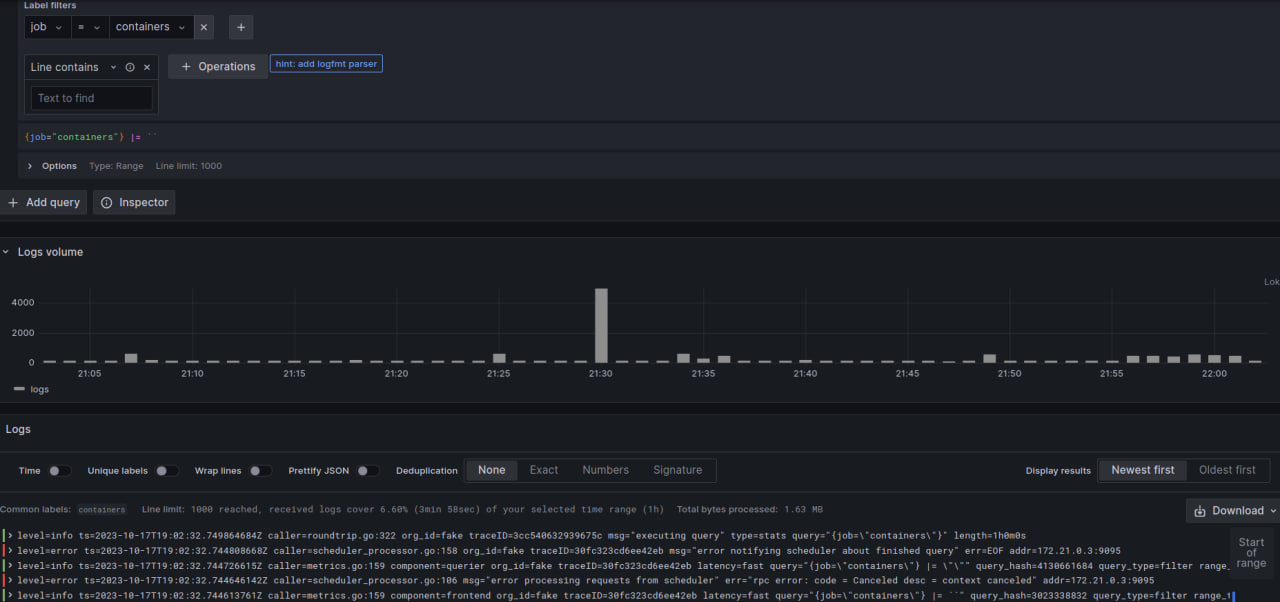 Label filters
job = containers
Line contains
Operations
hint: add logfmt parser
Text to find
{job="containers"} |= ``
Options Type: Range Line limit: 1000
Add query
Inspector
Logs volume
Lok
4000
2000
0
21:05 21:10 21:15 21:20 21:25 21:30 21:35 21:40 21:45 21:50 21:55 22:00
logs
Logs
Time Unique labels Wrap lines Prettify JSON Deduplication None Exact Numbers Signature Display results Newest first Oldest first
Common labels: containers Line limit: 1000 reached, received logs cover 6.60% (3min 58sec) of your selected time range (1h) Total bytes processed: 1.63 MB
Download
level=info ts=2023-10-17T19:02:32.749864684Z caller=roundtrip.go:322 org_id=fake traceID=3cc540632939675c msg="executing query" type=stats query="{job=\"containers\"}" length=1h0m0s
level=error ts=2023-10-17T19:02:32.744808668Z caller=scheduler_processor.go:158 org_id=fake traceID=30fc323cd6ee42eb msg="error notifying scheduler about finished query" err=EOF addr=172.21.0.3:9095
level=info ts=2023-10-17T19:02:32.744726615Z caller=metrics.go:159 component=querier org_id=fake traceID=30fc323cd6ee42eb latency=fast query="{job=\"containers\"} |= \"\"" query_hash=4130661684 query_type=filter range_
level=error ts=2023-10-17T19:02:32.744646142Z caller=scheduler_processor.go:106 msg="error processing requests from scheduler" err="rpc error: code = Canceled desc = context canceled" addr=172.21.0.3:9095
level=info ts=2023-10-17T19:02:32.744613761Z caller=metrics.go:159 component=frontend org_id=fake traceID=30fc323cd6ee42eb latency=fast query="{job=\"containers\"} |= ``" query_hash=3023338832 query_type=filter range_t
Start
of
range